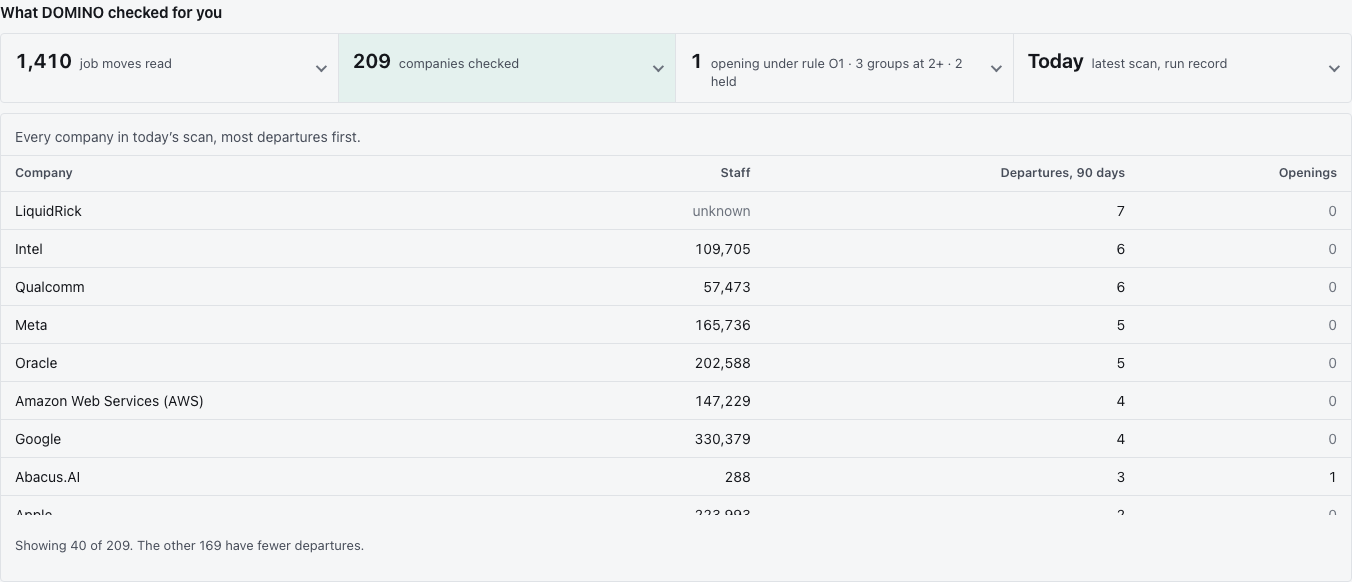 What DOMINO checked for you
1,410 job moves read
209 companies checked
1 opening under rule O1 · 3 groups at 2+ · 2
held
Today latest scan, run record
Every company in today’s scan, most departures first.
Company Staff Departures, 90 days Openings
LiquidRick unknown 7 0
Intel 109,705 6 0
Qualcomm 57,473 6 0
Meta 165,736 5 0
Oracle 202,588 5 0
Amazon Web Services (AWS) 147,229 4 0
Google 330,379 4 0
Abacus.AI 288 3 1
Apple 223,993 2 0
Showing 40 of 209. The other 169 have fewer departures.